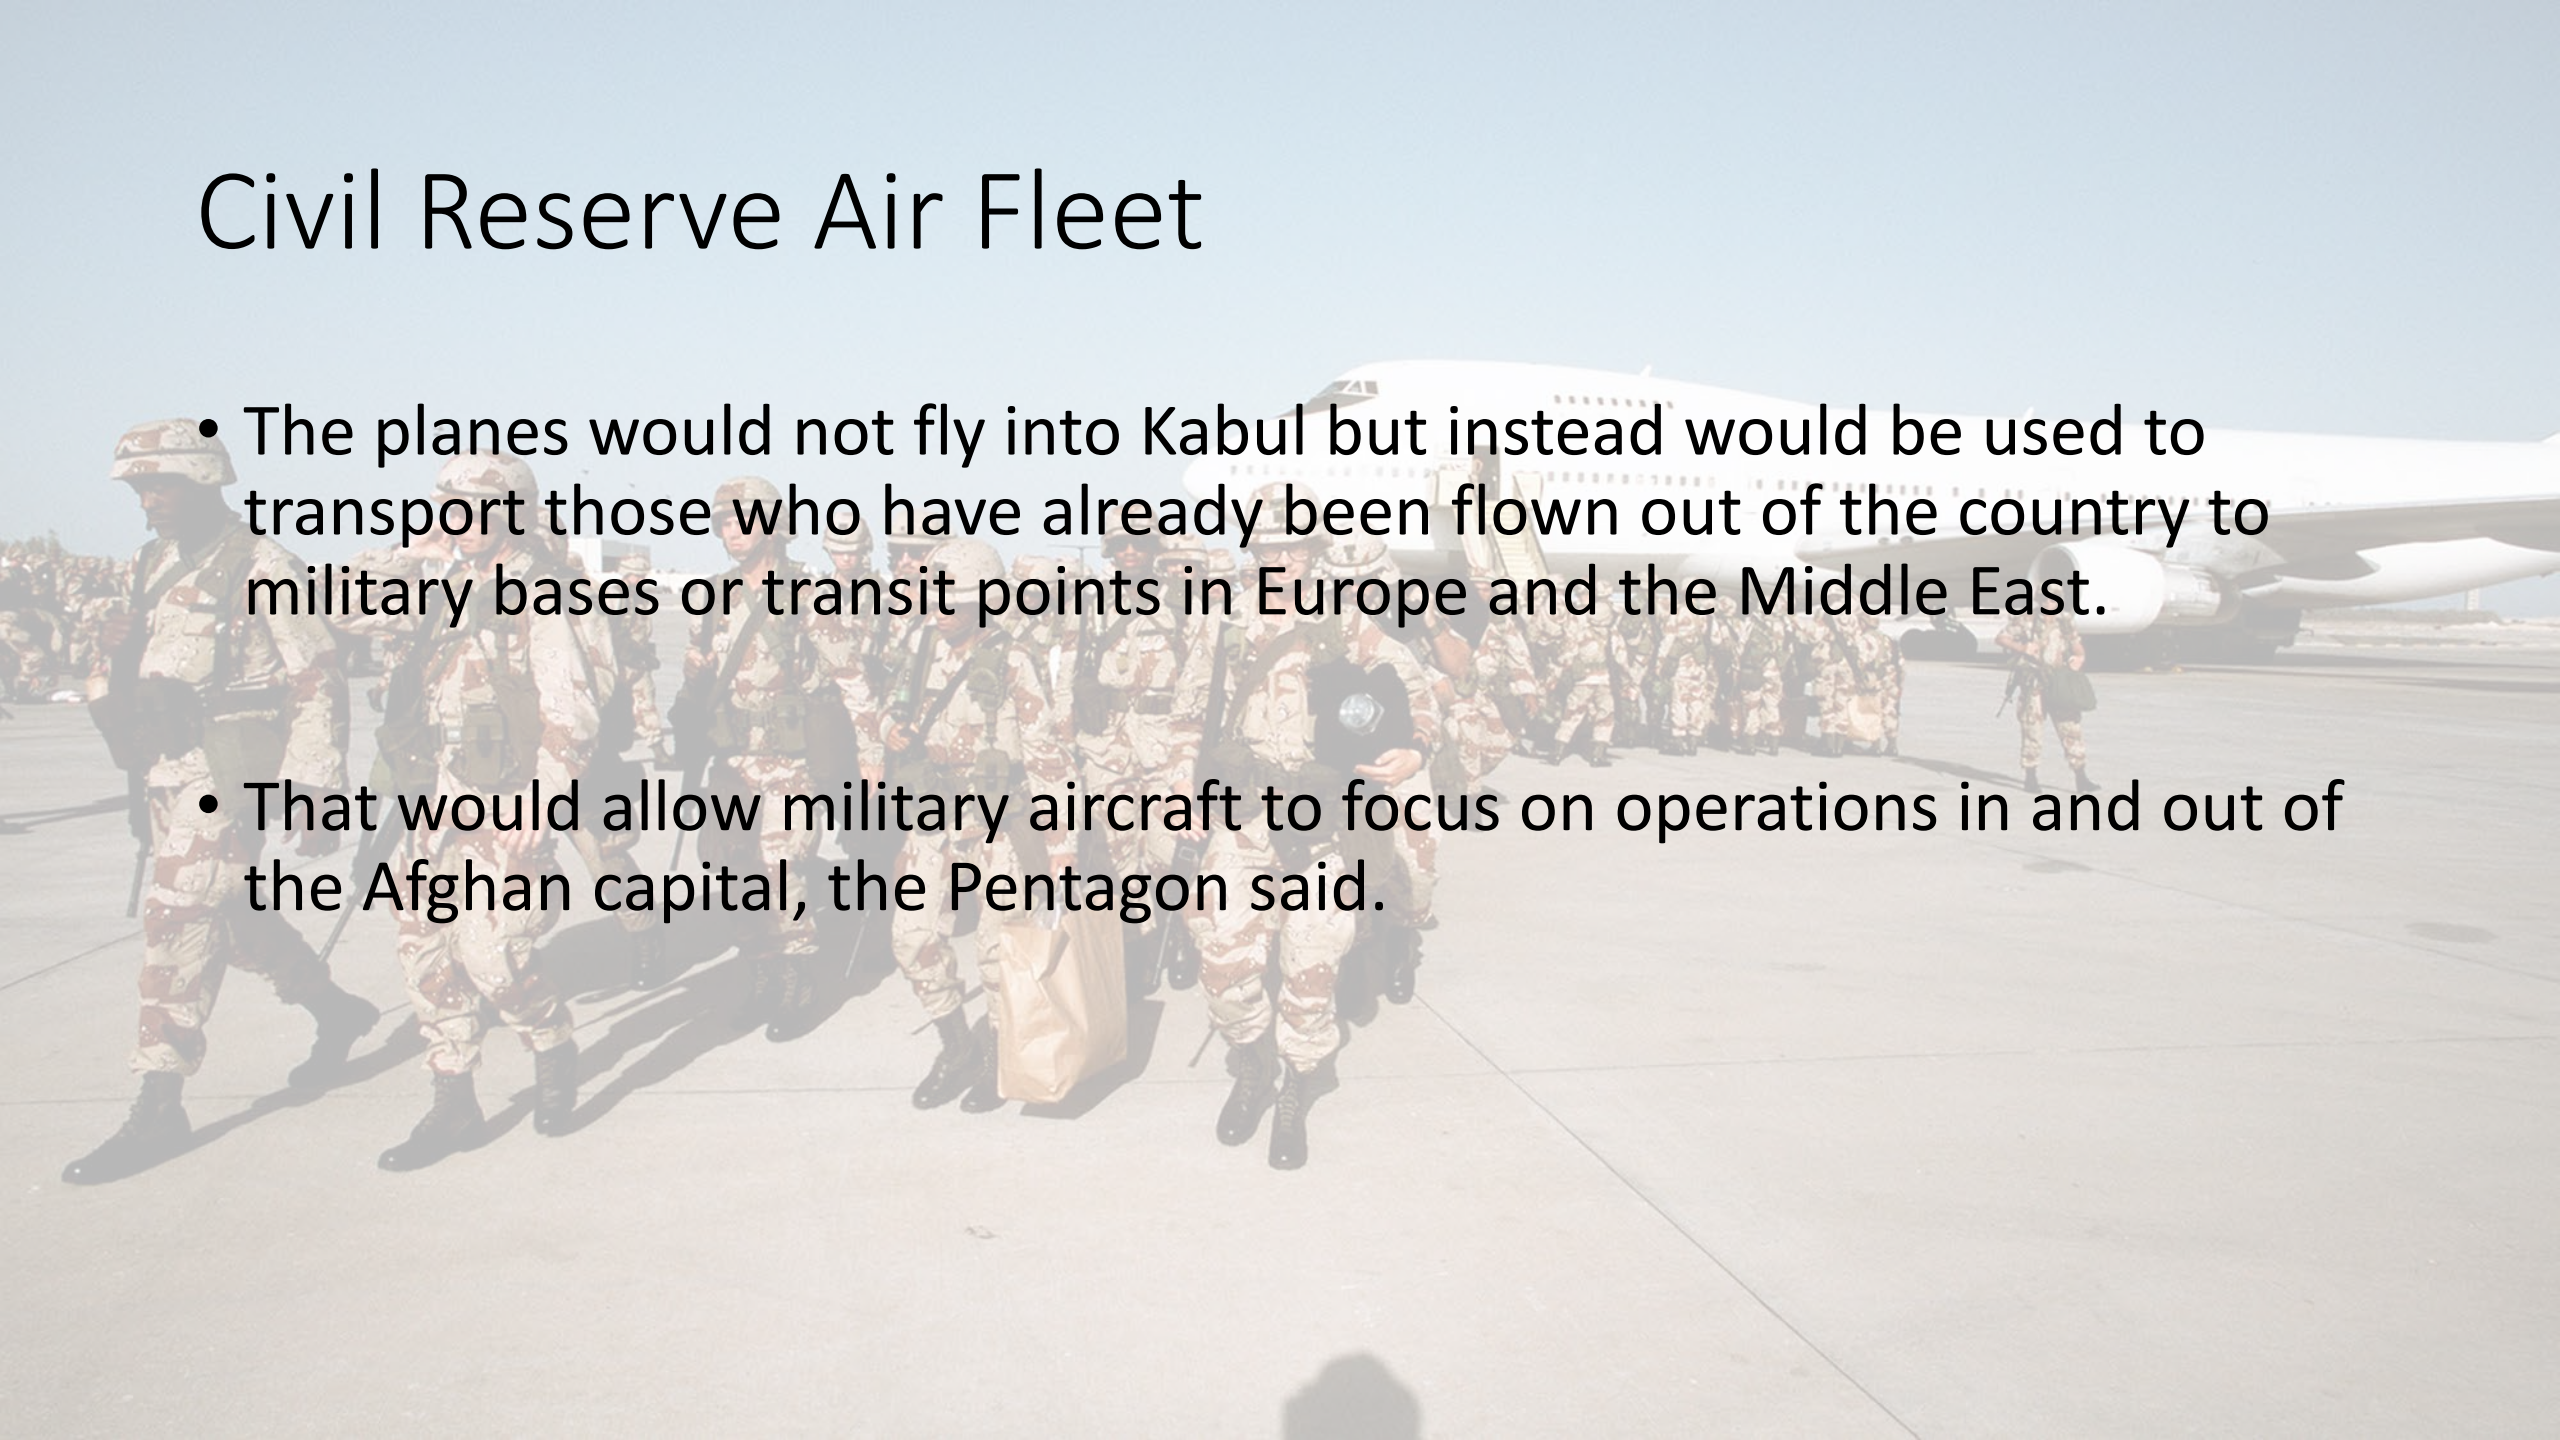 Civil Reserve Air Fleet
• The planes would not fly into Kabul but instead would be used to
transport those who have already been flown out of the country to
military bases or transit points in Europe and the Middle East.
• That would allow military aircraft to focus on operations in and out of
the Afghan capital, the Pentagon said.